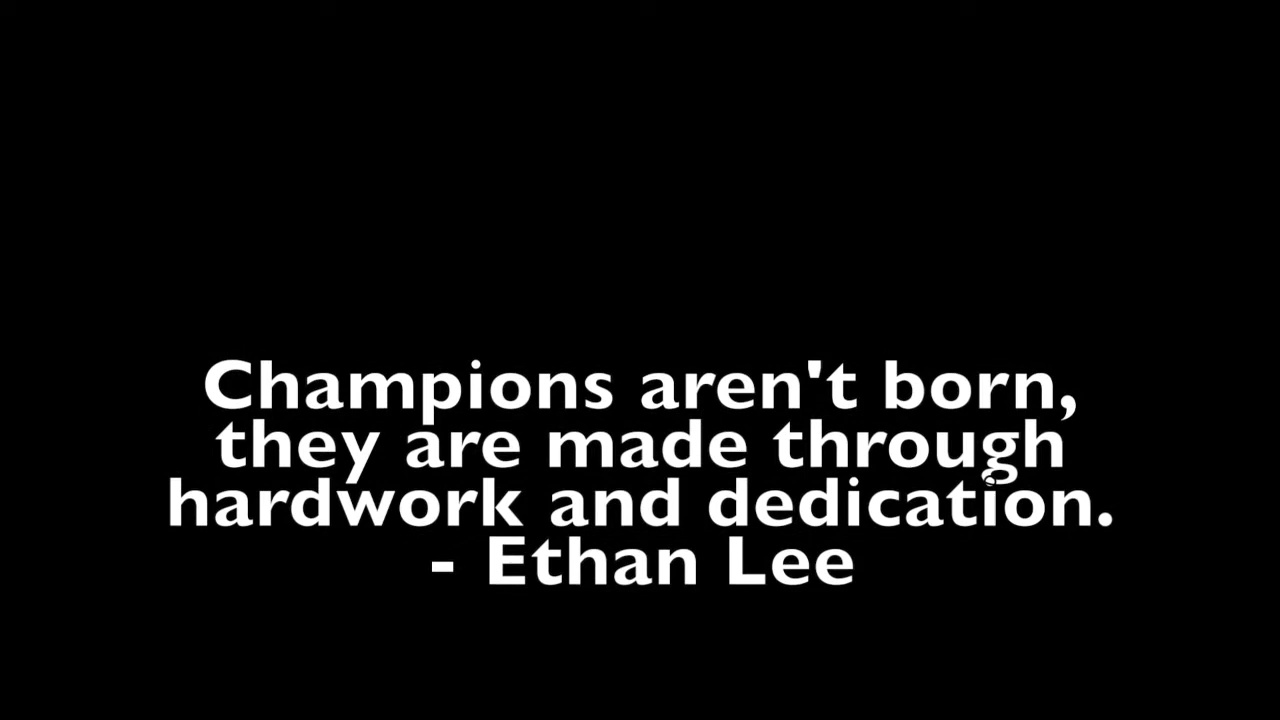 Champions aren't born,
they are made through
hardwork and dedication.
- Ethan Lee